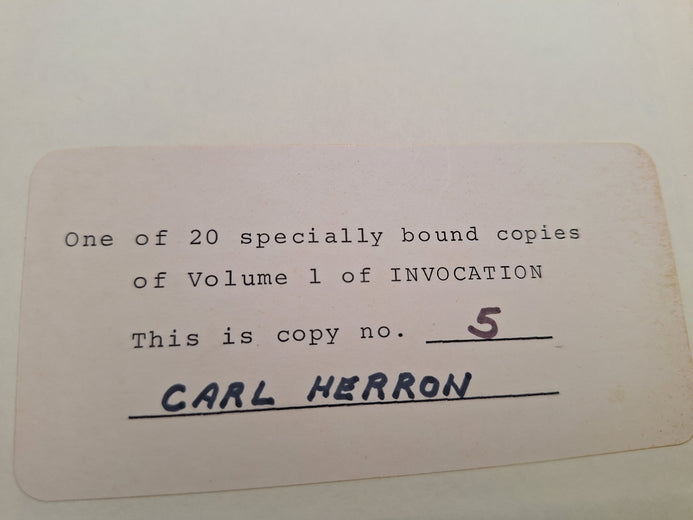 One of 20 specially bound copies
of Volume 1 of INVOCATION
This is copy no. 5
CARL HERRON